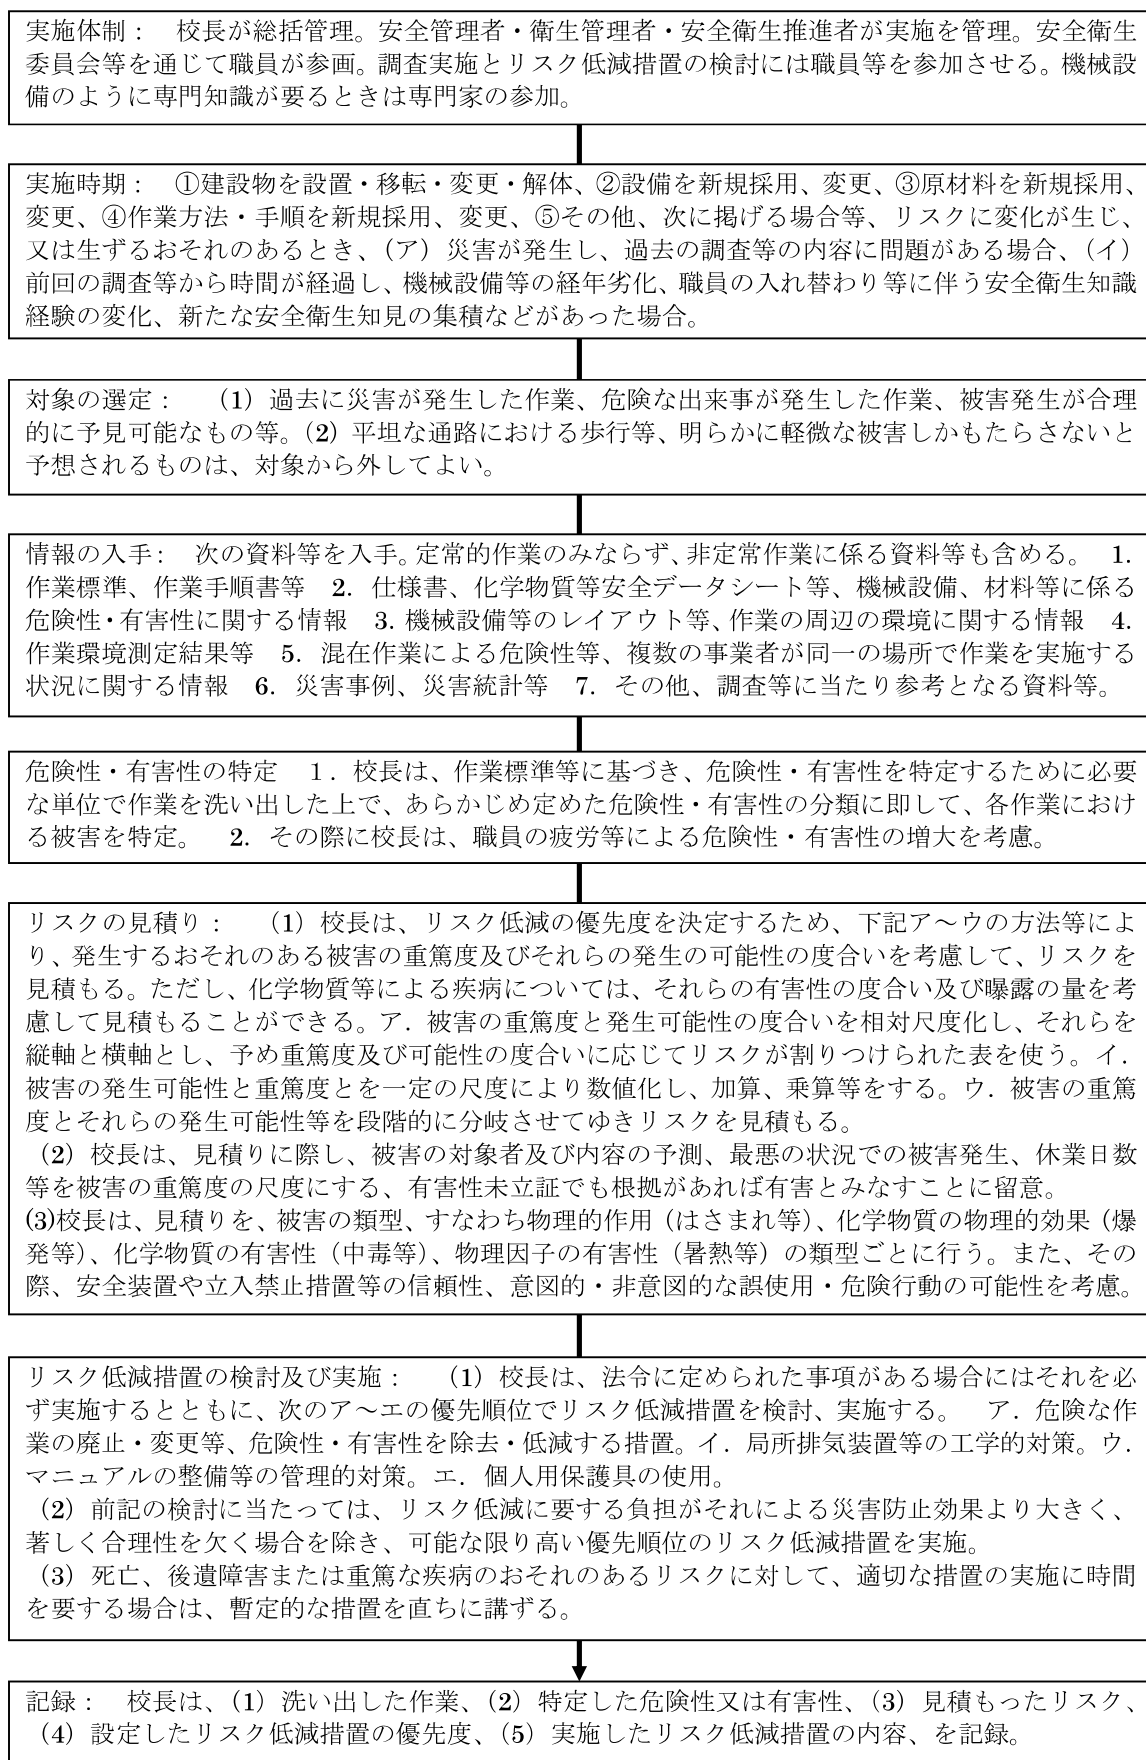 実施体制：　校長が総括管理。安全管理者・衛生管理者・安全衛生推進者が実施を管理。安全衛生
委員会等を通じて職員が参画。調査実施とリスク低減措置の検討には職員等を参加させる。機械設
備のように専門知識が要るときは専門家の参加。
実施時期：　①建設物を設置・移転・変更・解体、②設備を新規採用、変更、③原材料を新規採用、
変更、④作業方法・手順を新規採用、変更、⑤その他、次に掲げる場合等、リスクに変化が生じ、
又は生ずるおそれのあるとき、（ア）災害が発生し、過去の調査等の内容に問題がある場合、（イ）
前回の調査等から時間が経過し、機械設備等の経年劣化、職員の入れ替わり等に伴う安全衛生知識
経験の変化、新たな安全衛生知見の集積などがあった場合。
対象の選定：　（1）過去に災害が発生した作業、危険な出来事が発生した作業、被害発生が合理
的に予見可能なもの等。（2）平坦な通路における歩行等、明らかに軽微な被害しかもたらさないと
予想されるものは、対象から外してよい。
情報の入手：　次の資料等を入手。定常的作業のみならず、非定常作業に係る資料等も含める。　1.
作業標準、作業手順書等　2.　仕様書、化学物質等安全データシート等、機械設備、材料等に係る
危険性・有害性に関する情報　3. 機械設備等のレイアウト等、作業の周辺の環境に関する情報　4.
作業環境測定結果等　5.　混在作業による危険性等、複数の事業者が同一の場所で作業を実施する
状況に関する情報　6.　災害事例、災害統計等　7.　その他、調査等に当たり参考となる資料等。
危険性・有害性の特定　１．校長は、作業標準等に基づき、危険性・有害性を特定するために必要
な単位で作業を洗い出した上で、あらかじめ定めた危険性・有害性の分類に即して、各作業におけ
る被害を特定。　2.　その際に校長は、職員の疲労等による危険性・有害性の増大を考慮。
リスクの見積り：　（1）校長は、リスク低減の優先度を決定するため、下記ア～ウの方法等によ
り、発生するおそれのある被害の重篤度及びそれらの発生の可能性の度合いを考慮して、リスクを
見積もる。ただし、化学物質等による疾病については、それらの有害性の度合い及び曝露の量を考
慮して見積もることができる。ア．被害の重篤度と発生可能性の度合いを相対尺度化し、それらを
縦軸と横軸とし、予め重篤度及び可能性の度合いに応じてリスクが割りつけられた表を使う。イ．
被害の発生可能性と重篤度とを一定の尺度により数値化し、加算、乗算等をする。ウ．被害の重篤
度とそれらの発生可能性等を段階的に分岐させてゆきリスクを見積もる。
（2）校長は、見積りに際し、被害の対象者及び内容の予測、最悪の状況での被害発生、休業日数
等を被害の重篤度の尺度にする、有害性未立証でも根拠があれば有害とみなすことに留意。
(3)校長は、見積りを、被害の類型、すなわち物理的作用（はさまれ等）、化学物質の物理的効果（爆
発等）、化学物質の有害性（中毒等）、物理因子の有害性（暑熱等）の類型ごとに行う。また、その
際、安全装置や立入禁止措置等の信頼性、意図的・非意図的な誤使用・危険行動の可能性を考慮。
リスク低減措置の検討及び実施：　（1）校長は、法令に定められた事項がある場合にはそれを必
ず実施するとともに、次のア～エの優先順位でリスク低減措置を検討、実施する。　ア．危険な作
業の廃止・変更等、危険性・有害性を除去・低減する措置。イ．局所排気装置等の工学的対策。ウ．
マニュアルの整備等の管理的対策。エ．個人用保護具の使用。
（2）前記の検討に当たっては、リスク低減に要する負担がそれによる災害防止効果より大きく、
著しく合理性を欠く場合を除き、可能な限り高い優先順位のリスク低減措置を実施。
（3）死亡、後遺障害または重篤な疾病のおそれのあるリスクに対して、適切な措置の実施に時間
を要する場合は、暫定的な措置を直ちに講ずる。
記録：　校長は、（1）洗い出した作業、（2）特定した危険性又は有害性、（3）見積もったリスク、
（4）設定したリスク低減措置の優先度、（5）実施したリスク低減措置の内容、を記録。